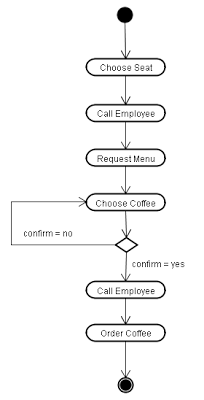 Choose Seat
Call Employee
Request Menu
Choose Coffee
confirm = no
confirm = yes
Call Employee
Order Coffee